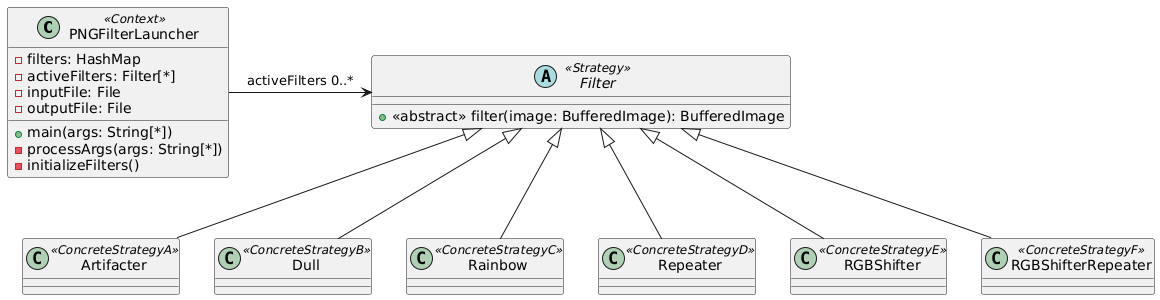 C
«Context»
PNGFilterLauncher
filters: HashMap
activeFilters: Filter[*]
inputFile: File
outputFile: File
main(args: String[*])
processArgs(args: String[*])
initializeFilters()
activeFilters 0..*
A
«Strategy»
Filter
«abstract» filter(image: BufferedImage): BufferedImage
C
«ConcreteStrategyA»
Artifacter
C
«ConcreteStrategyB»
Dull
C
«ConcreteStrategyC»
Rainbow
C
«ConcreteStrategyD»
Repeater
C
«ConcreteStrategyE»
RGBShifter
C
«ConcreteStrategyF»
RGBShifterRepeater